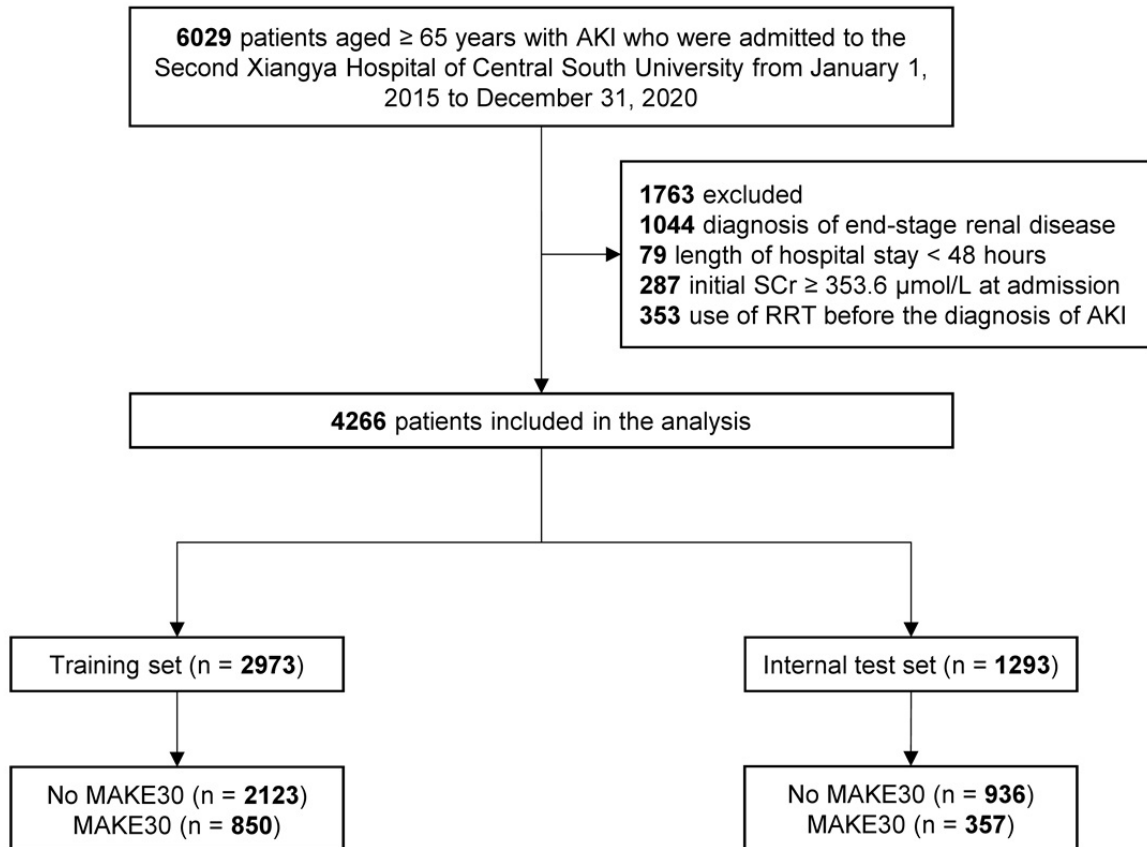 6029 patients aged ≥ 65 years with AKI who were admitted to the
Second Xiangya Hospital of Central South University from January 1,
2015 to December 31, 2020
1763 excluded
1044 diagnosis of end-stage renal disease
79 length of hospital stay < 48 hours
287 initial SCr ≥ 353.6 µmol/L at admission
353 use of RRT before the diagnosis of AKI
4266 patients included in the analysis
Training set (n = 2973)
Internal test set (n = 1293)
No MAKE30 (n = 2123)
MAKE30 (n = 850)
No MAKE30 (n = 936)
MAKE30 (n = 357)